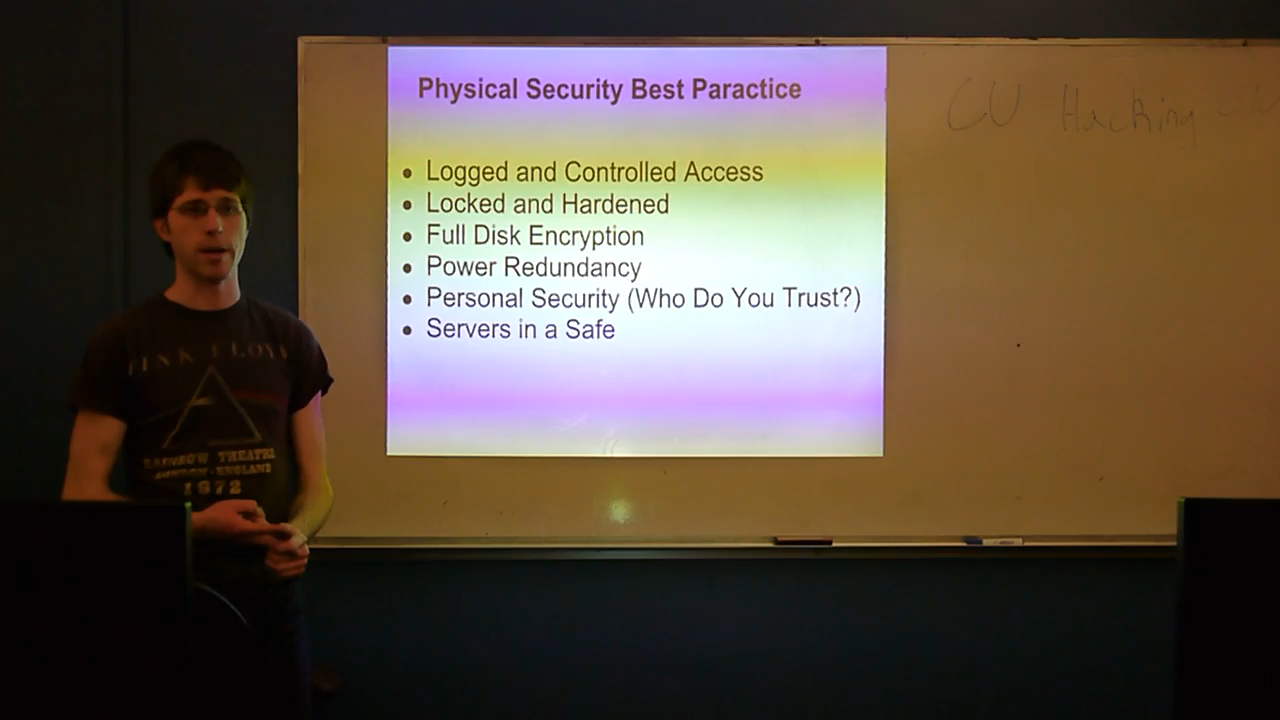 Physical Security Best Paractice
• Logged and Controlled Access
• Locked and Hardened
• Full Disk Encryption
• Power Redundancy
• Personal Security (Who Do You Trust?)
• Servers in a Safe
CU Hacking
PINK FLOYD
RAINBOW THEATRE
LONDON-ENGLAND
1972